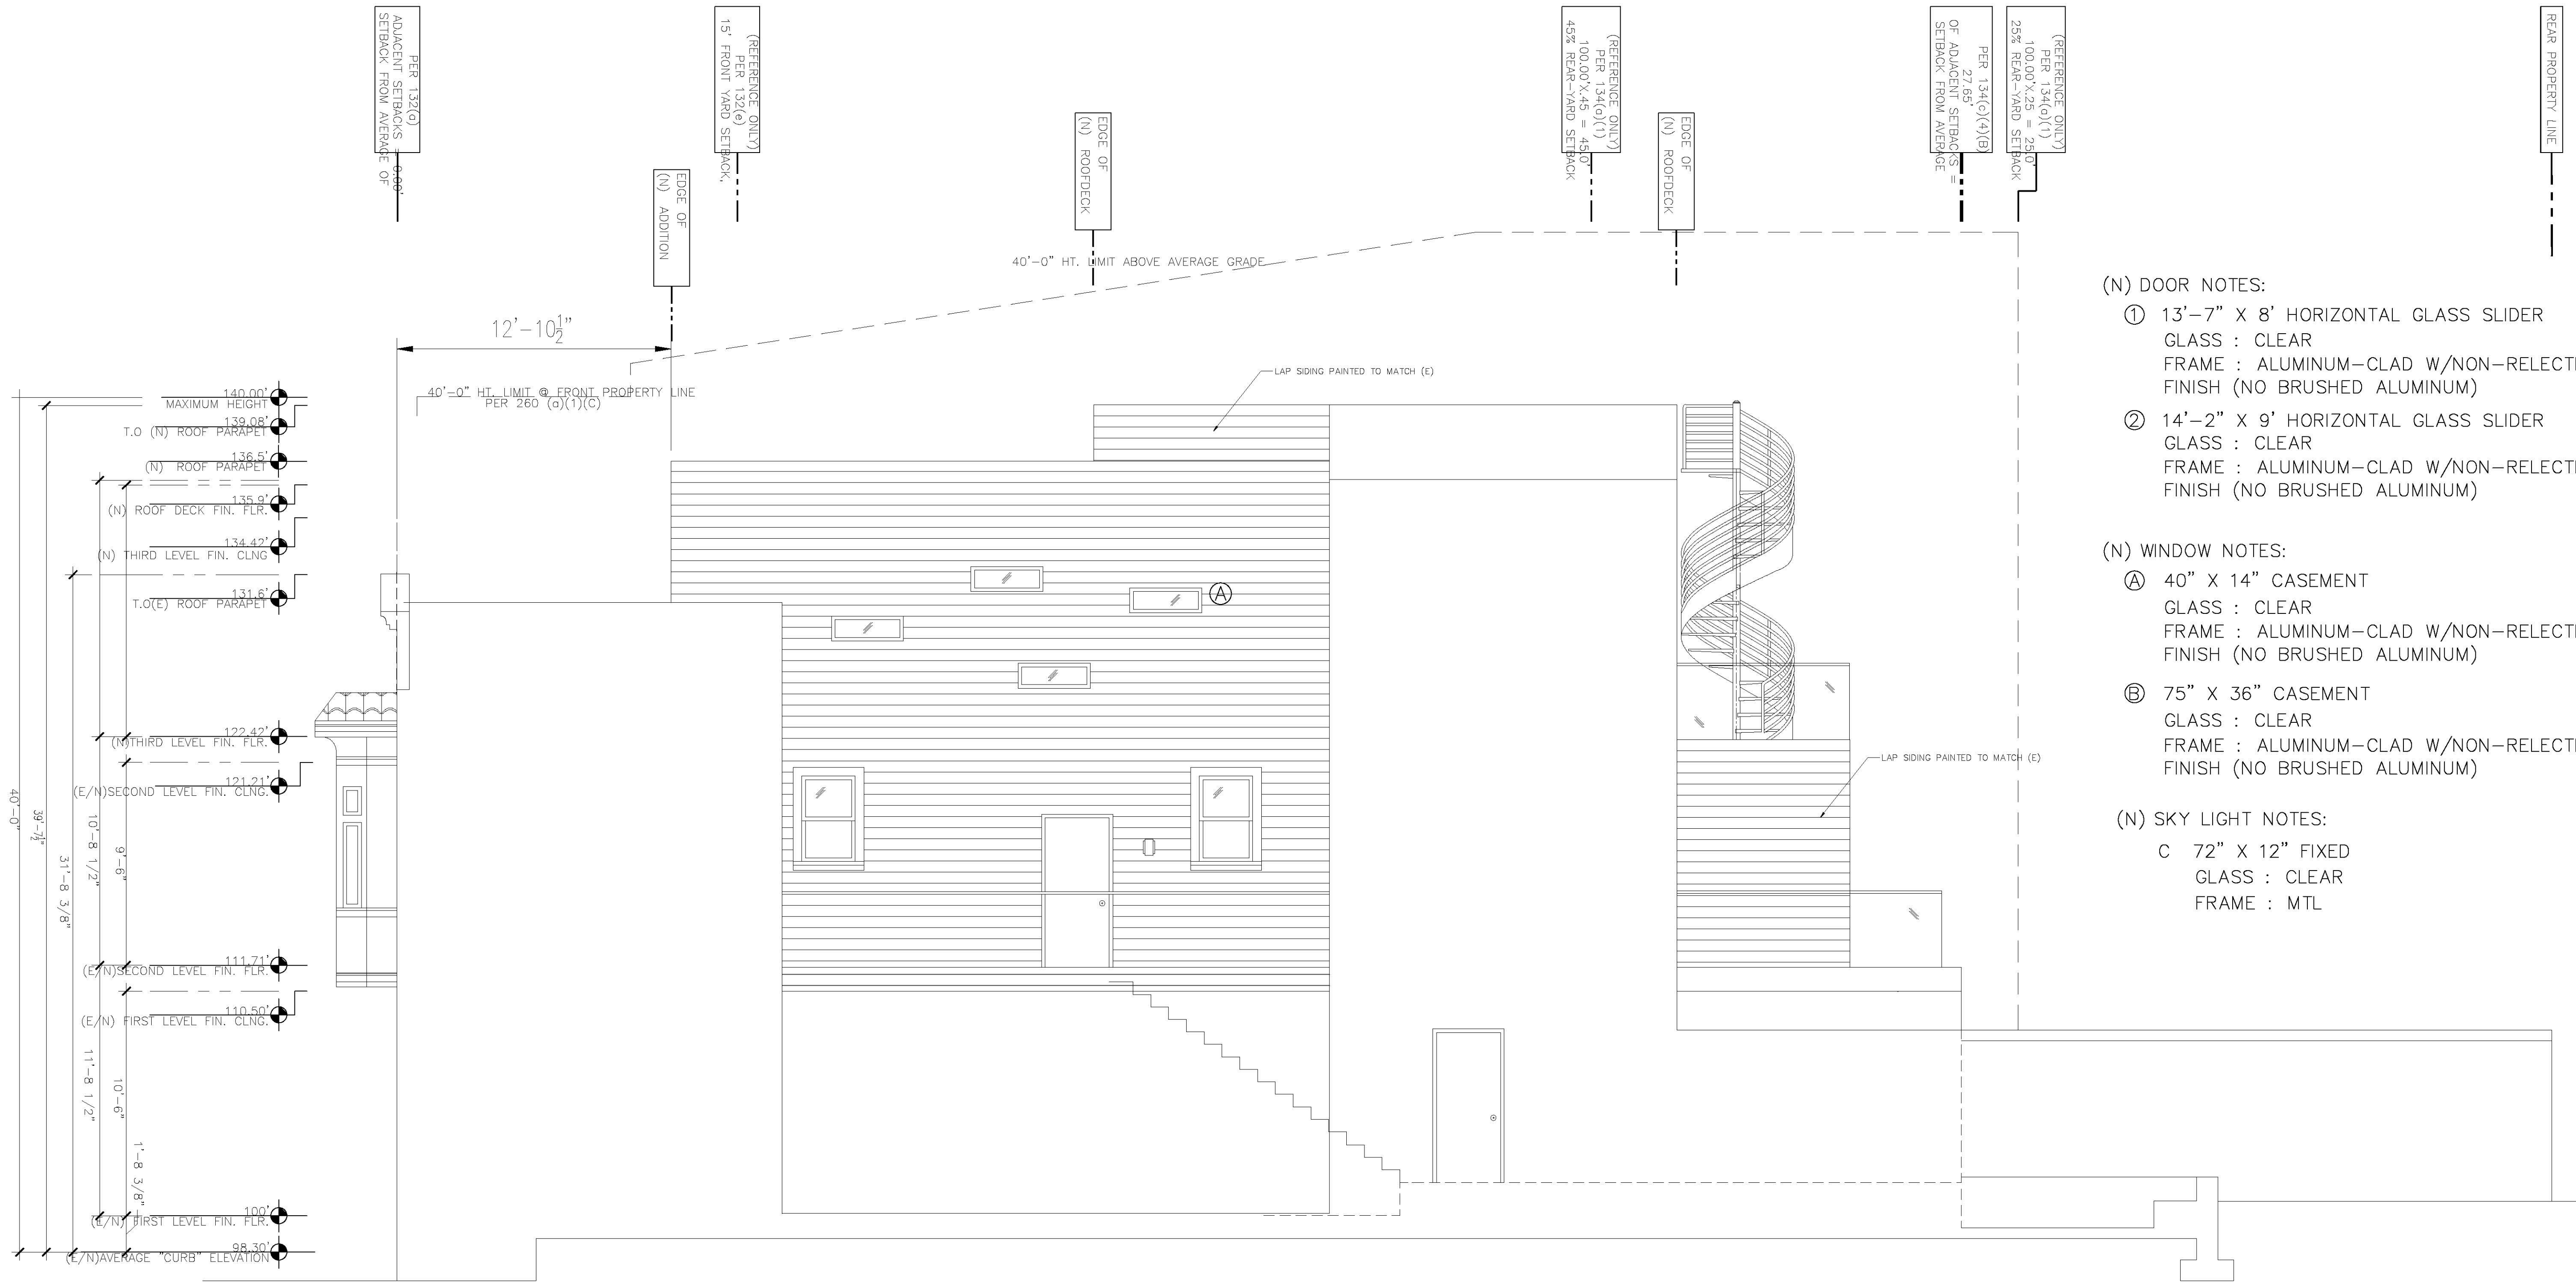 PER 132(a)
ADJACENT SETBACKS = 0.00'
SETBACK FROM AVERAGE OF
(REFERENCE ONLY)
PER 132(e)
15' FRONT YARD SETBACK,
EDGE OF
(N) ADDITION
EDGE OF
(N) ROOFDECK
(REFERENCE ONLY)
PER 134(a)(1)
100.00'X.45 = 45.0'
45% REAR-YARD SETBACK
EDGE OF
(N) ROOFDECK
PER 134(c)(4)(B)
27.65'
OF ADJACENT SETBACKS =
SETBACK FROM AVERAGE
(REFERENCE ONLY)
PER 134(a)(1)
100.00'X.25 = 25.0'
25% REAR-YARD SETBACK
REAR PROPERTY LINE
40'-0" HT. LIMIT ABOVE AVERAGE GRADE
12'-10 1/2"
40'-0" HT. LIMIT @ FRONT PROPERTY LINE
PER 260 (a)(1)(C)
LAP SIDING PAINTED TO MATCH (E)
140.00'
MAXIMUM HEIGHT
139.08'
T.O (N) ROOF PARAPET
136.5'
(N) ROOF PARAPET
135.9'
(N) ROOF DECK FIN. FLR.
134.42'
(N) THIRD LEVEL FIN. CLNG
131.6'
T.O(E) ROOF PARAPET
122.42'
(N)THIRD LEVEL FIN. FLR.
121.21'
(E/N)SECOND LEVEL FIN. CLNG.
111.71'
(E/N)SECOND LEVEL FIN. FLR.
110.50'
(E/N) FIRST LEVEL FIN. CLNG.
100'
(E/N) FIRST LEVEL FIN. FLR.
98.30'
(E/N)AVERAGE "CURB" ELEVATION
40'-0"
39'-7 1/2"
31'-8 3/8"
10'-8 1/2"
9'-6"
11'-8 1/2"
10'-6"
1'-8 3/8"
A
LAP SIDING PAINTED TO MATCH (E)
(N) DOOR NOTES:
1 13'-7" X 8' HORIZONTAL GLASS SLIDER
GLASS : CLEAR
FRAME : ALUMINUM-CLAD W/NON-RELECT
FINISH (NO BRUSHED ALUMINUM)
2 14'-2" X 9' HORIZONTAL GLASS SLIDER
GLASS : CLEAR
FRAME : ALUMINUM-CLAD W/NON-RELECT
FINISH (NO BRUSHED ALUMINUM)
(N) WINDOW NOTES:
A 40" X 14" CASEMENT
GLASS : CLEAR
FRAME : ALUMINUM-CLAD W/NON-RELECT
FINISH (NO BRUSHED ALUMINUM)
B 75" X 36" CASEMENT
GLASS : CLEAR
FRAME : ALUMINUM-CLAD W/NON-RELECT
FINISH (NO BRUSHED ALUMINUM)
(N) SKY LIGHT NOTES:
C 72" X 12" FIXED
GLASS : CLEAR
FRAME : MTL